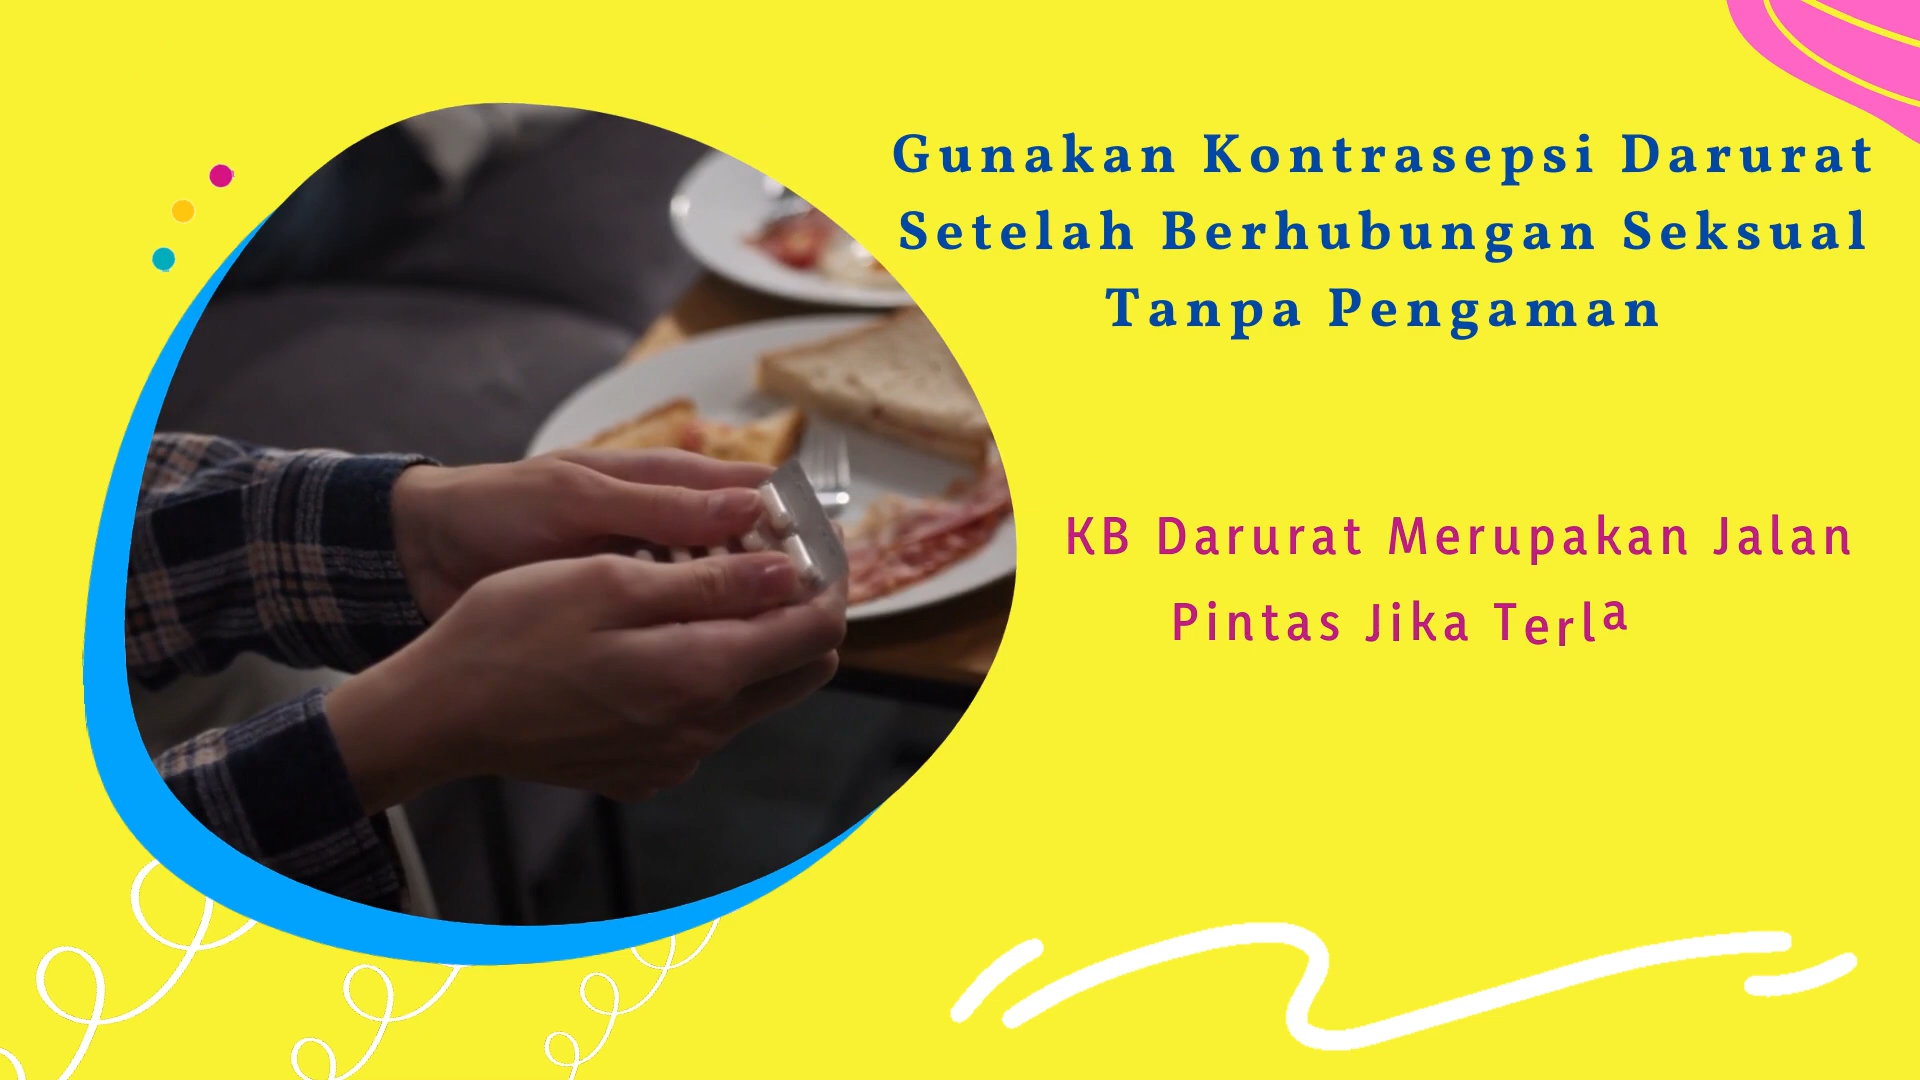 Gunakan Kontrasepsi Darurat
Setelah Berhubungan Seksual
Tanpa Pengaman
KB Darurat Merupakan Jalan
Pintas Jika Terla